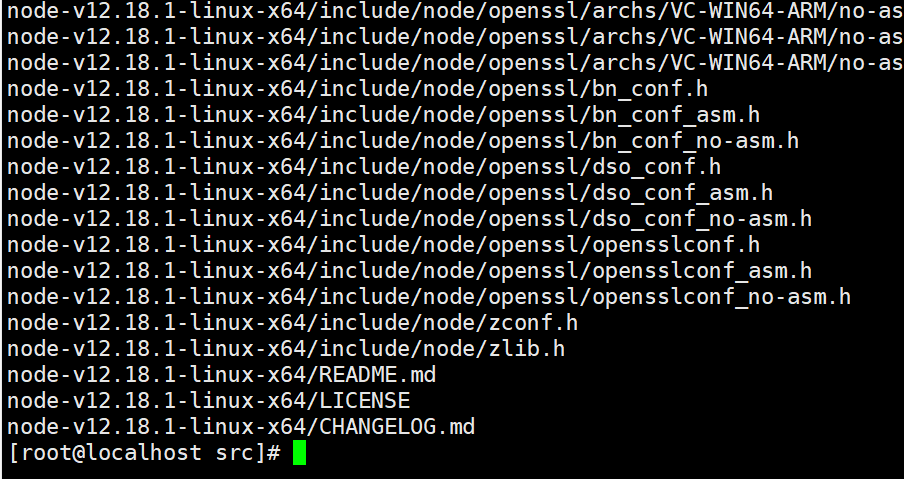 node-v12.18.1-linux-x64/include/node/openssl/archs/VC-WIN64-ARM/no-as
node-v12.18.1-linux-x64/include/node/openssl/archs/VC-WIN64-ARM/no-as
node-v12.18.1-linux-x64/include/node/openssl/archs/VC-WIN64-ARM/no-as
node-v12.18.1-linux-x64/include/node/openssl/bn_conf.h
node-v12.18.1-linux-x64/include/node/openssl/bn_conf_asm.h
node-v12.18.1-linux-x64/include/node/openssl/bn_conf_no-asm.h
node-v12.18.1-linux-x64/include/node/openssl/dso_conf.h
node-v12.18.1-linux-x64/include/node/openssl/dso_conf_asm.h
node-v12.18.1-linux-x64/include/node/openssl/dso_conf_no-asm.h
node-v12.18.1-linux-x64/include/node/openssl/opensslconf.h
node-v12.18.1-linux-x64/include/node/openssl/opensslconf_asm.h
node-v12.18.1-linux-x64/include/node/openssl/opensslconf_no-asm.h
node-v12.18.1-linux-x64/include/node/zconf.h
node-v12.18.1-linux-x64/include/node/zlib.h
node-v12.18.1-linux-x64/README.md
node-v12.18.1-linux-x64/LICENSE
node-v12.18.1-linux-x64/CHANGELOG.md
[root@localhost src]#